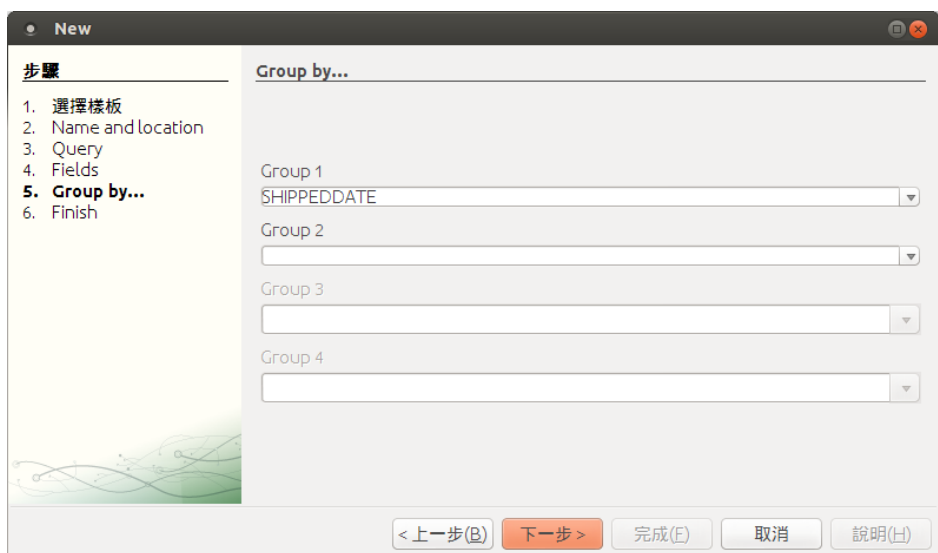 New
步驟
1. 選擇樣板
2. Name and location
3. Query
4. Fields
5. Group by...
6. Finish
Group by...
Group 1
SHIPPEDDATE
Group 2
Group 3
Group 4
< 上一步(B)
下一步 >
完成(F)
取消
說明(H)